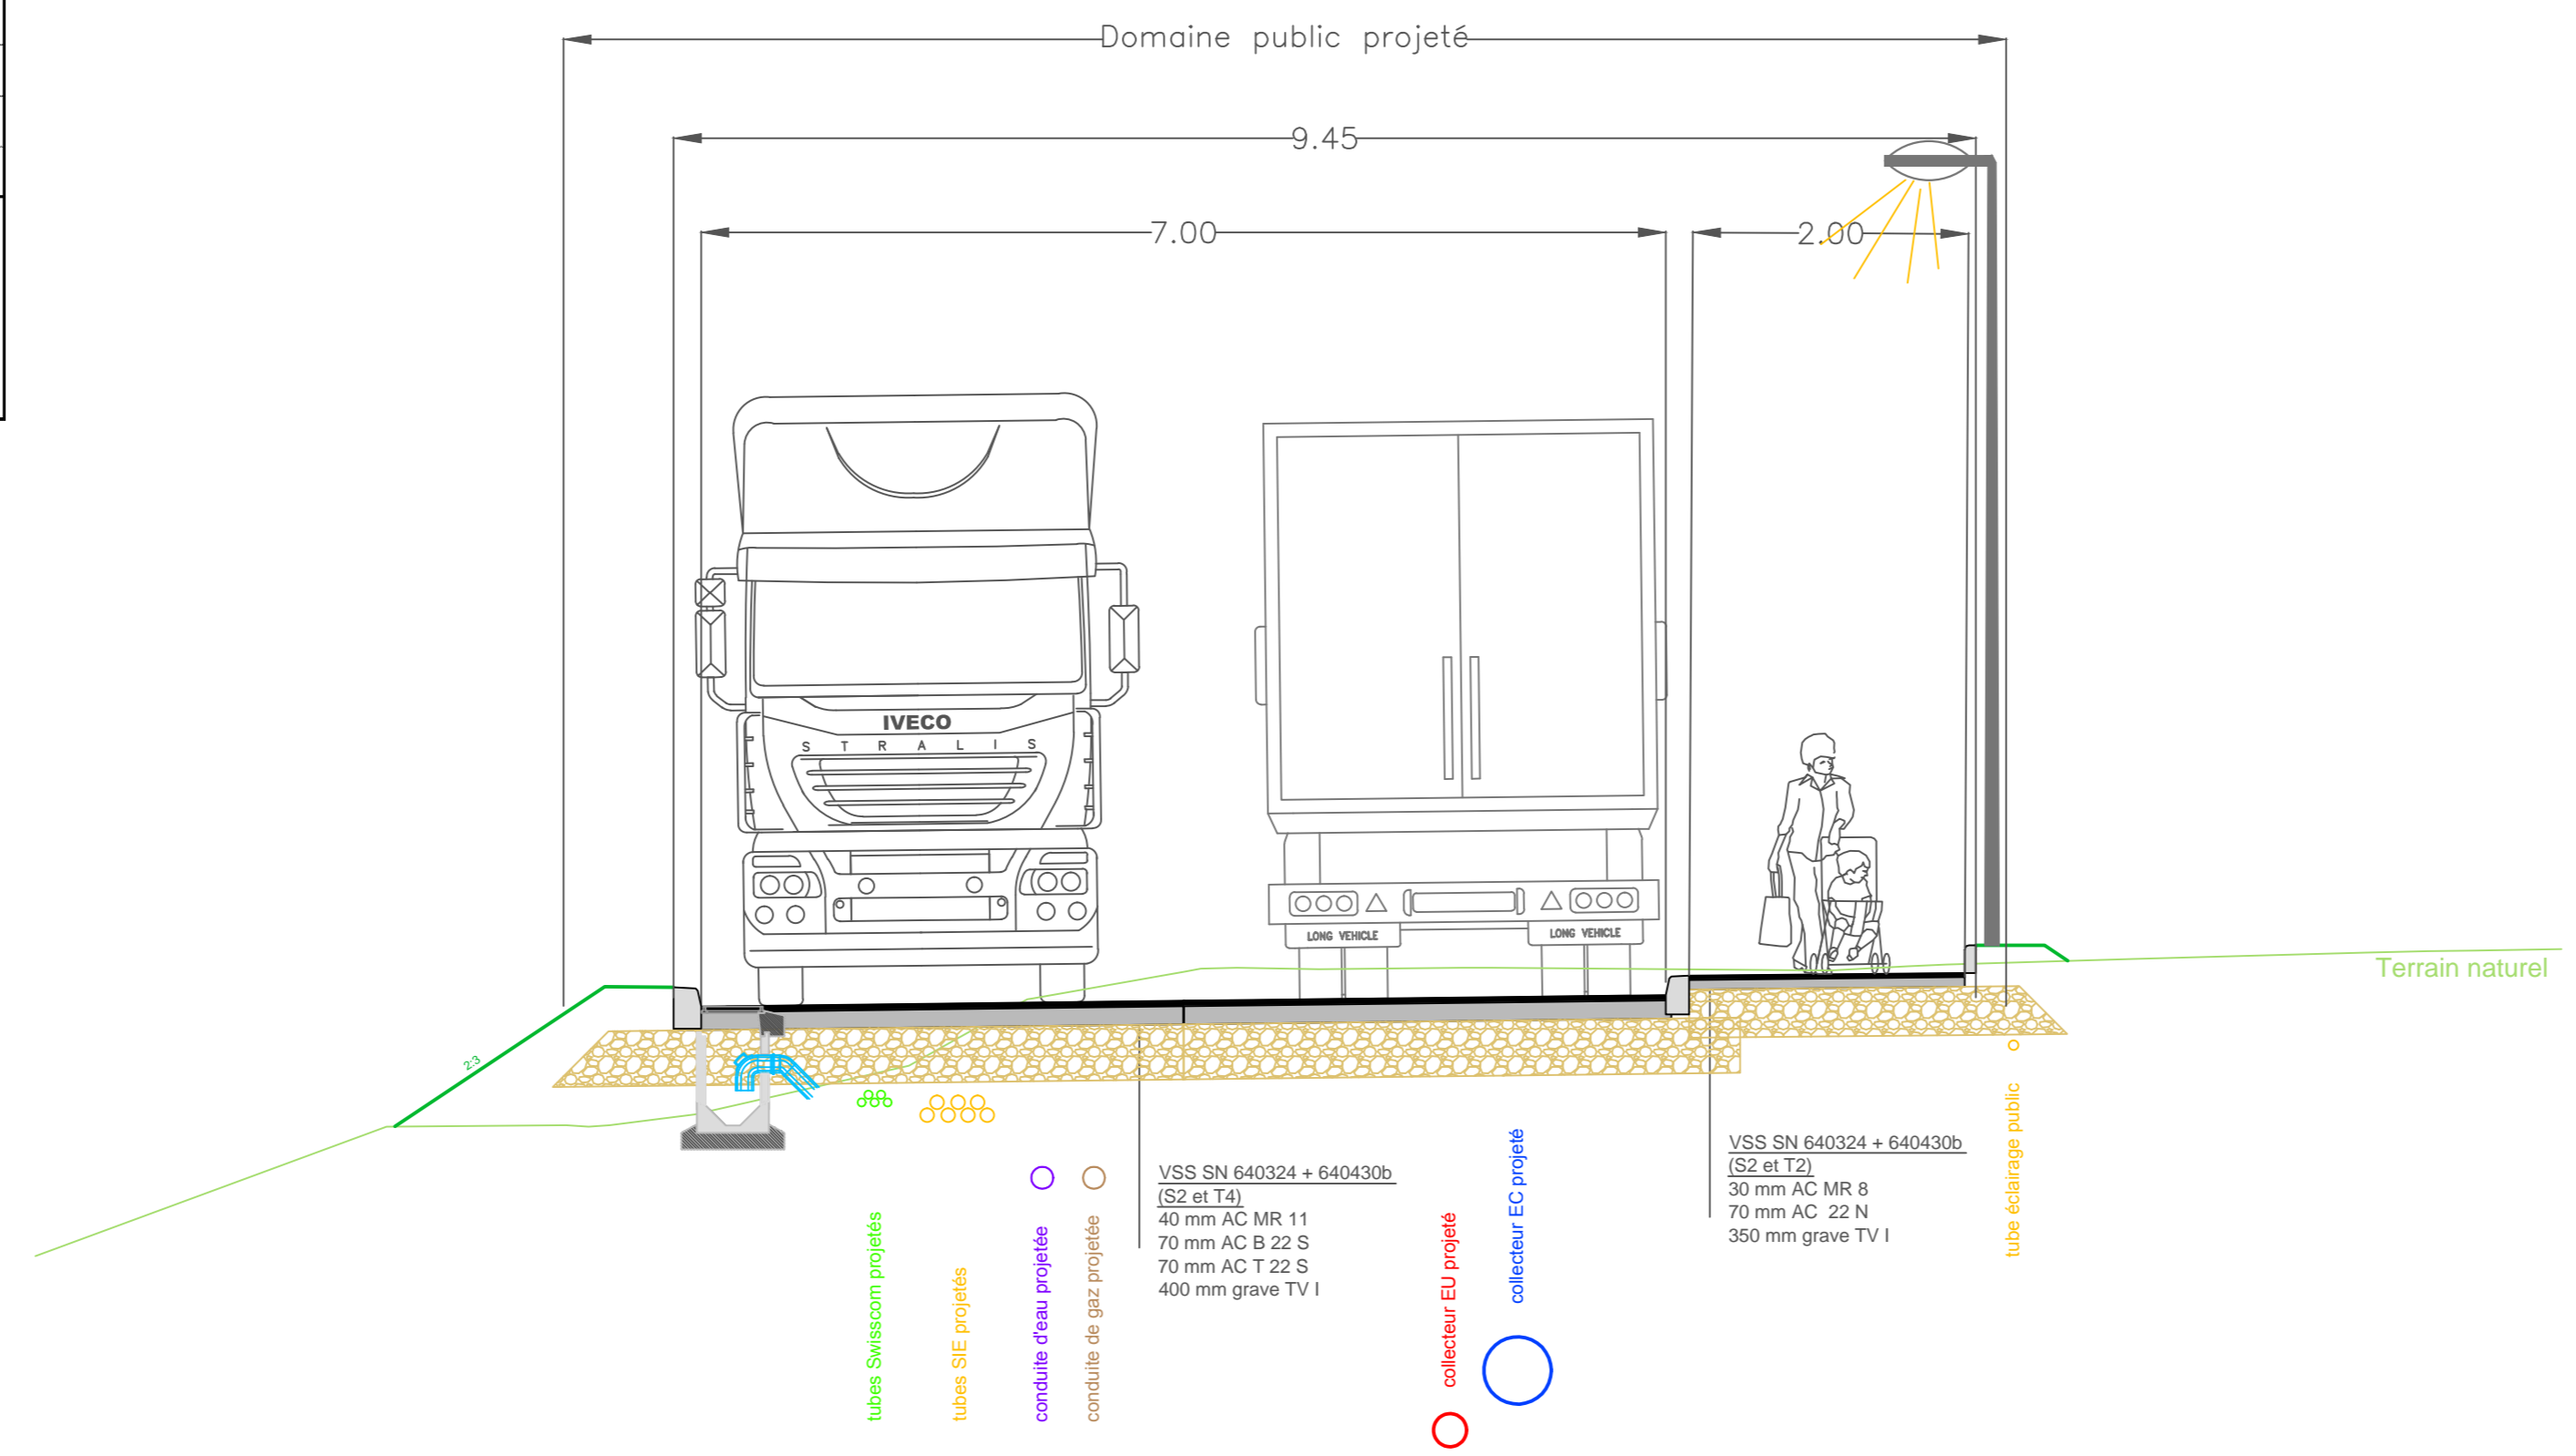 Domaine public projeté
9.45
7.00
2.00
IVECO
S T R A L I S
LONG VEHICLE
LONG VEHICLE
Terrain naturel
2:3
tubes Swisscom projetés
tubes SIE projetés
conduite d'eau projetée
conduite de gaz projetée
VSS SN 640324 + 640430b
(S2 et T4)
40 mm AC MR 11
70 mm AC B 22 S
70 mm AC T 22 S
400 mm grave TV I
collecteur EU projeté
collecteur EC projeté
VSS SN 640324 + 640430b
(S2 et T2)
30 mm AC MR 8
70 mm AC  22 N
350 mm grave TV I
tube éclairage public